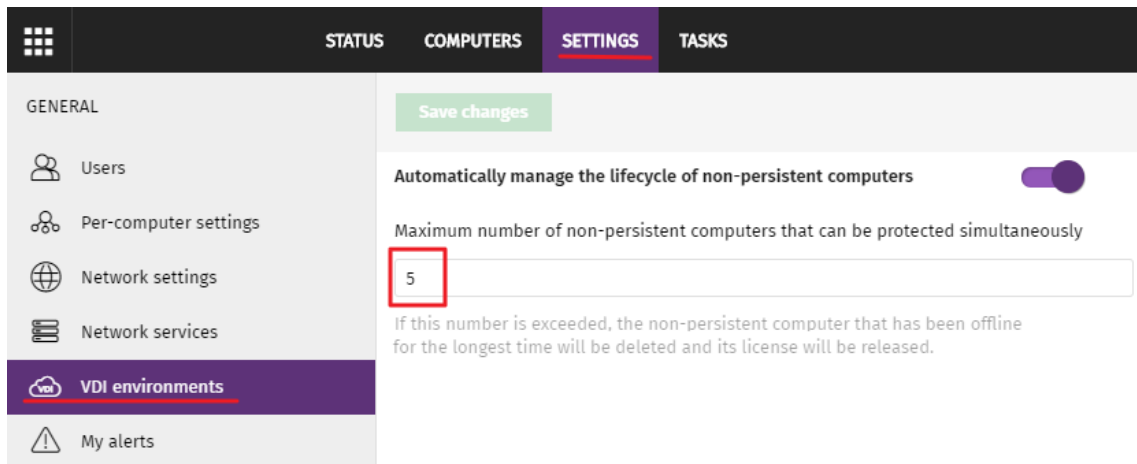 STATUS COMPUTERS SETTINGS TASKS
GENERAL
Save changes
Users
Automatically manage the lifecycle of non-persistent computers
Per-computer settings
Maximum number of non-persistent computers that can be protected simultaneously
Network settings
5
Network services
If this number is exceeded, the non-persistent computer that has been offline
for the longest time will be deleted and its license will be released.
VDI
VDI environments
My alerts